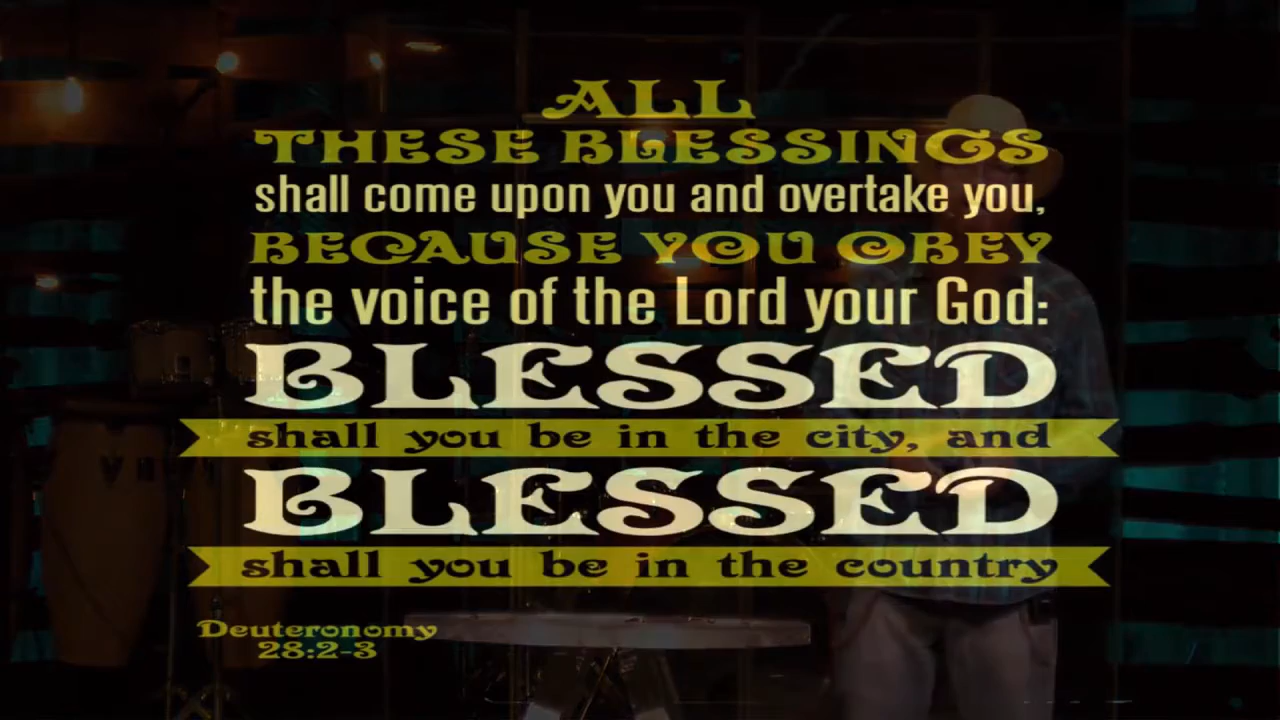 ALL
THESE BLESSINGS
shall come upon you and overtake you,
BECAUSE YOU OBEY
the voice of the Lord your God:
BLESSED
shall you be in the city, and
BLESSED
shall you be in the country
Deuteronomy
28:2-3